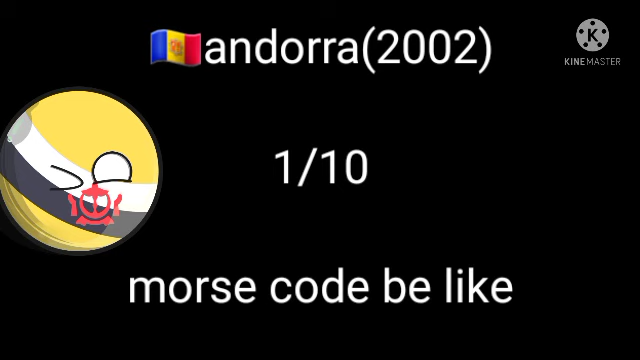 🇦🇩andorra(2002)
K
KINEMASTER
1/10
morse code be like